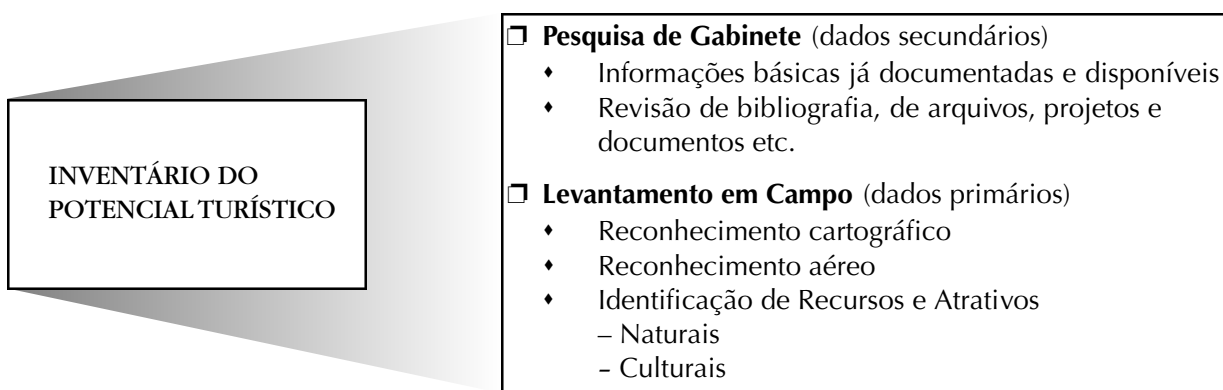 INVENTÁRIO DO
POTENCIAL TURÍSTICO
❐ Pesquisa de Gabinete (dados secundários)
♦ Informações básicas já documentadas e disponíveis
♦ Revisão de bibliografia, de arquivos, projetos e
documentos etc.
❐ Levantamento em Campo (dados primários)
♦ Reconhecimento cartográfico
♦ Reconhecimento aéreo
♦ Identificação de Recursos e Atrativos
– Naturais
– Culturais